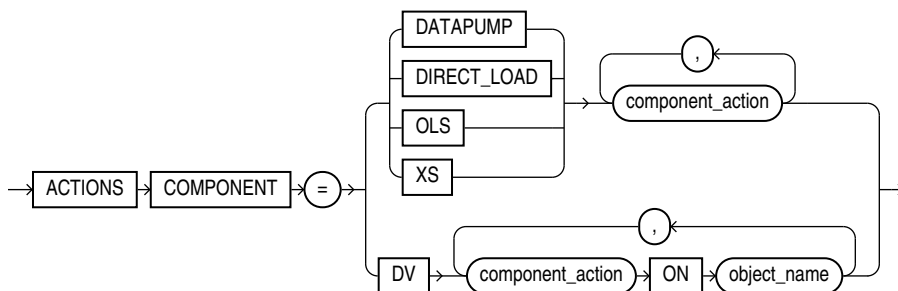 DATAPUMP
,
DIRECT_LOAD
component_action
OLS
XS
ACTIONS COMPONENT =
,
DV component_action ON object_name